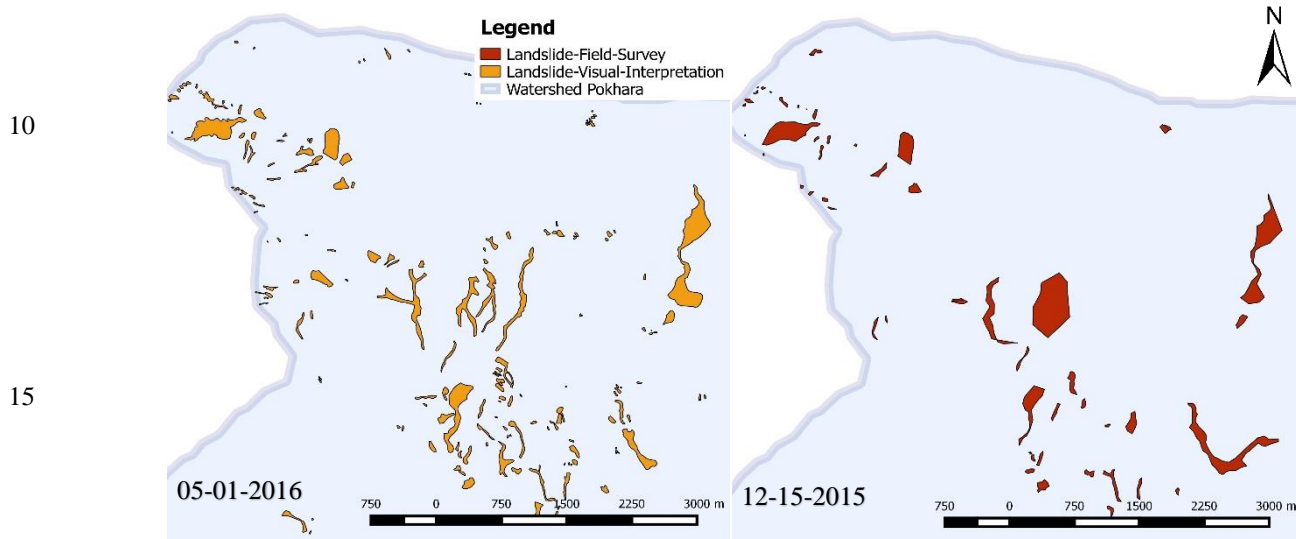 Legend
Landslide-Field-Survey
Landslide-Visual-Interpretation
Watershed Pokhara
N
10
15
05-01-2016
750 0 750 1500 2250 3000 m
12-15-2015
750 0 750 1500 2250 3000 m